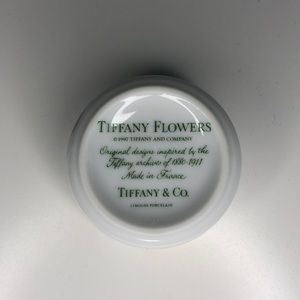 TIFFANY FLOWERS
©1992 TIFFANY AND COMPANY
Original designs inspired by the
Tiffany archives of 1880-1911
Made in France
TIFFANY & CO.
LIMOGES PORCELAIN